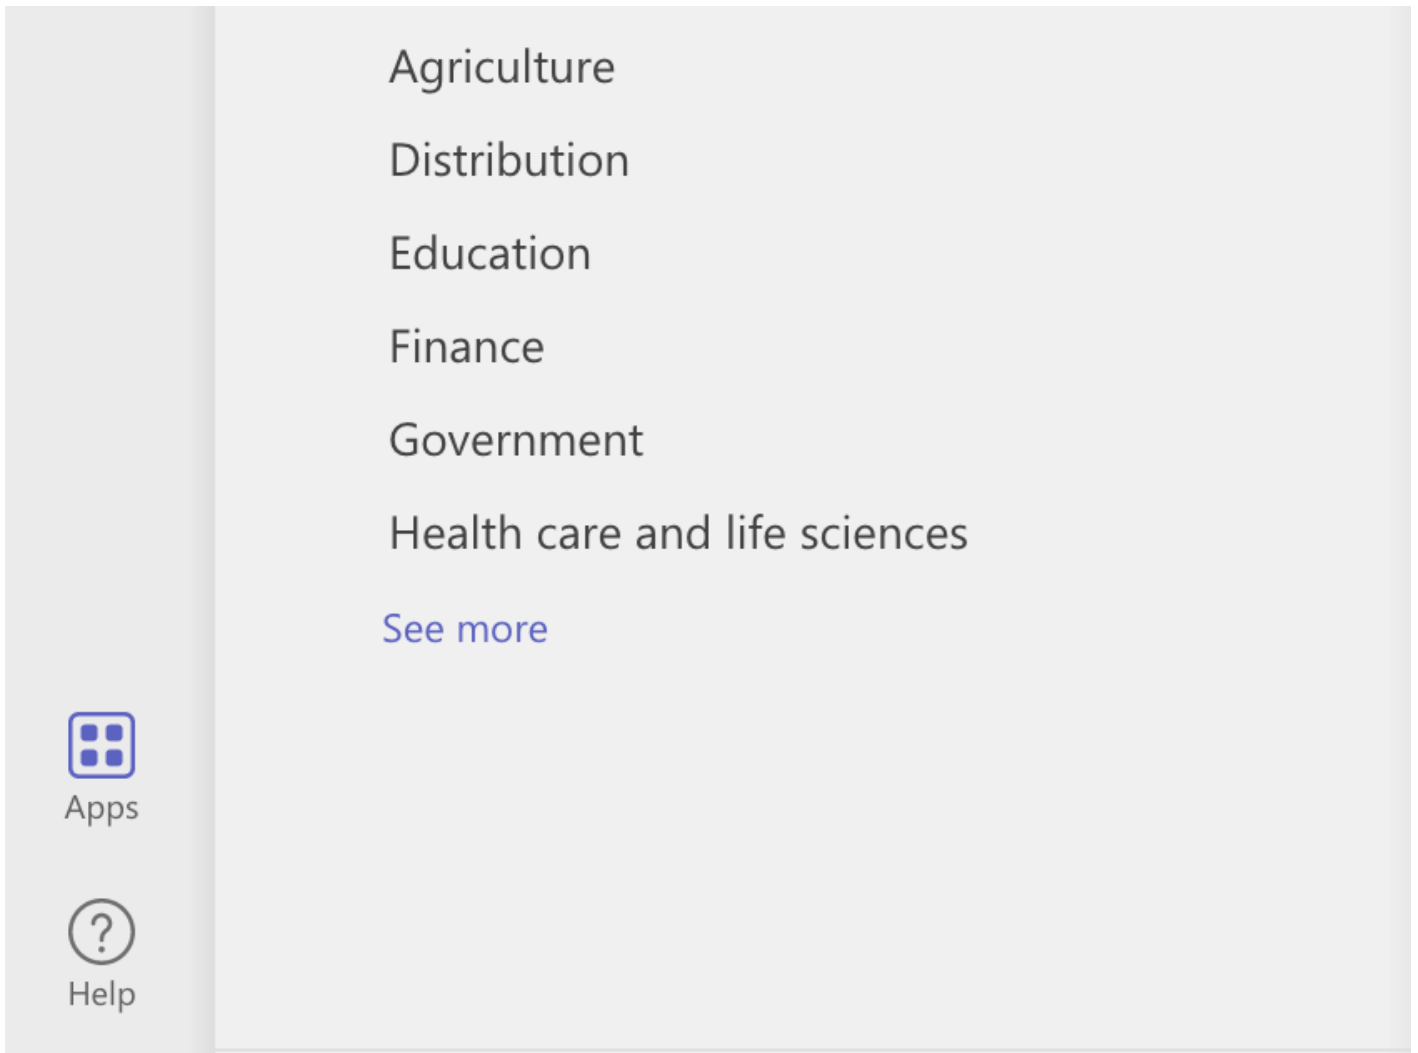 Agriculture
Distribution
Education
Finance
Government
Health care and life sciences
See more
Apps
Help